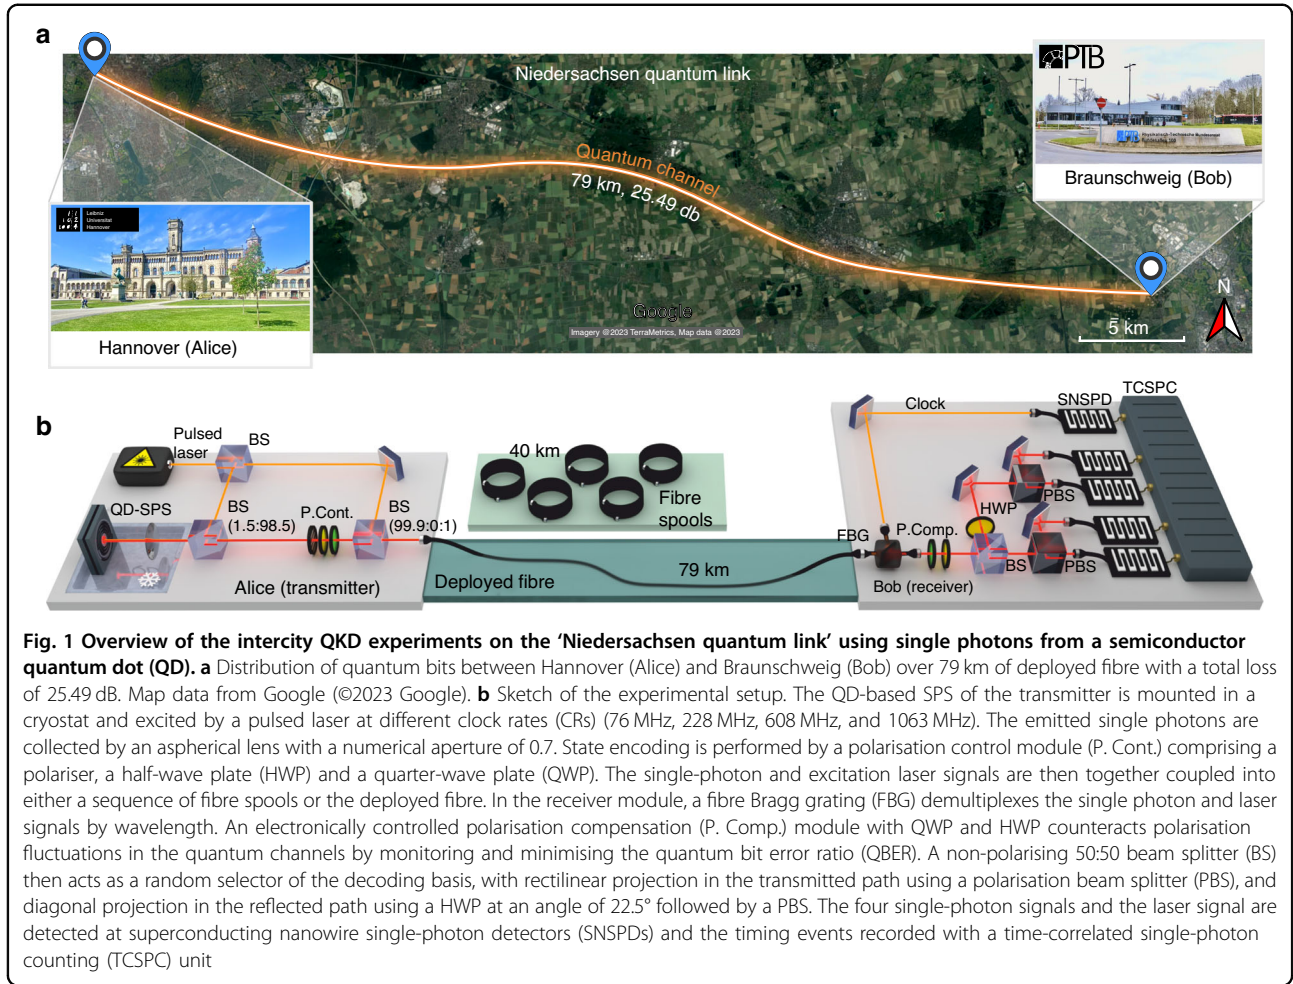 a
Niedersachsen quantum link
PTB
Physikalisch-Technische Bundesanstalt
Braunschweig (Bob)
Quantum channel
79 km, 25.49 db
Leibniz
Universität
Hannover
Hannover (Alice)
Google
Imagery ©2023 TerraMetrics, Map data ©2023
N
5 km
b
Pulsed
laser
BS
QD-SPS
BS
(1.5:98.5)
P.Cont.
BS
(99.9:0:1)
Alice (transmitter)
40 km
Fibre
spools
Deployed fibre
79 km
Clock
SNSPD
TCSPC
FBG
P.Comp.
HWP
PBS
BS
PBS
Bob (receiver)
Fig. 1 Overview of the intercity QKD experiments on the ‘Niedersachsen quantum link’ using single photons from a semiconductor
quantum dot (QD). a Distribution of quantum bits between Hannover (Alice) and Braunschweig (Bob) over 79 km of deployed fibre with a total loss
of 25.49 dB. Map data from Google (©2023 Google). b Sketch of the experimental setup. The QD-based SPS of the transmitter is mounted in a
cryostat and excited by a pulsed laser at different clock rates (CRs) (76 MHz, 228 MHz, 608 MHz, and 1063 MHz). The emitted single photons are
collected by an aspherical lens with a numerical aperture of 0.7. State encoding is performed by a polarisation control module (P. Cont.) comprising a
polariser, a half-wave plate (HWP) and a quarter-wave plate (QWP). The single-photon and excitation laser signals are then together coupled into
either a sequence of fibre spools or the deployed fibre. In the receiver module, a fibre Bragg grating (FBG) demultiplexes the single photon and laser
signals by wavelength. An electronically controlled polarisation compensation (P. Comp.) module with QWP and HWP counteracts polarisation
fluctuations in the quantum channels by monitoring and minimising the quantum bit error ratio (QBER). A non-polarising 50:50 beam splitter (BS)
then acts as a random selector of the decoding basis, with rectilinear projection in the transmitted path using a polarisation beam splitter (PBS), and
diagonal projection in the reflected path using a HWP at an angle of 22.5° followed by a PBS. The four single-photon signals and the laser signal are
detected at superconducting nanowire single-photon detectors (SNSPDs) and the timing events recorded with a time-correlated single-photon
counting (TCSPC) unit